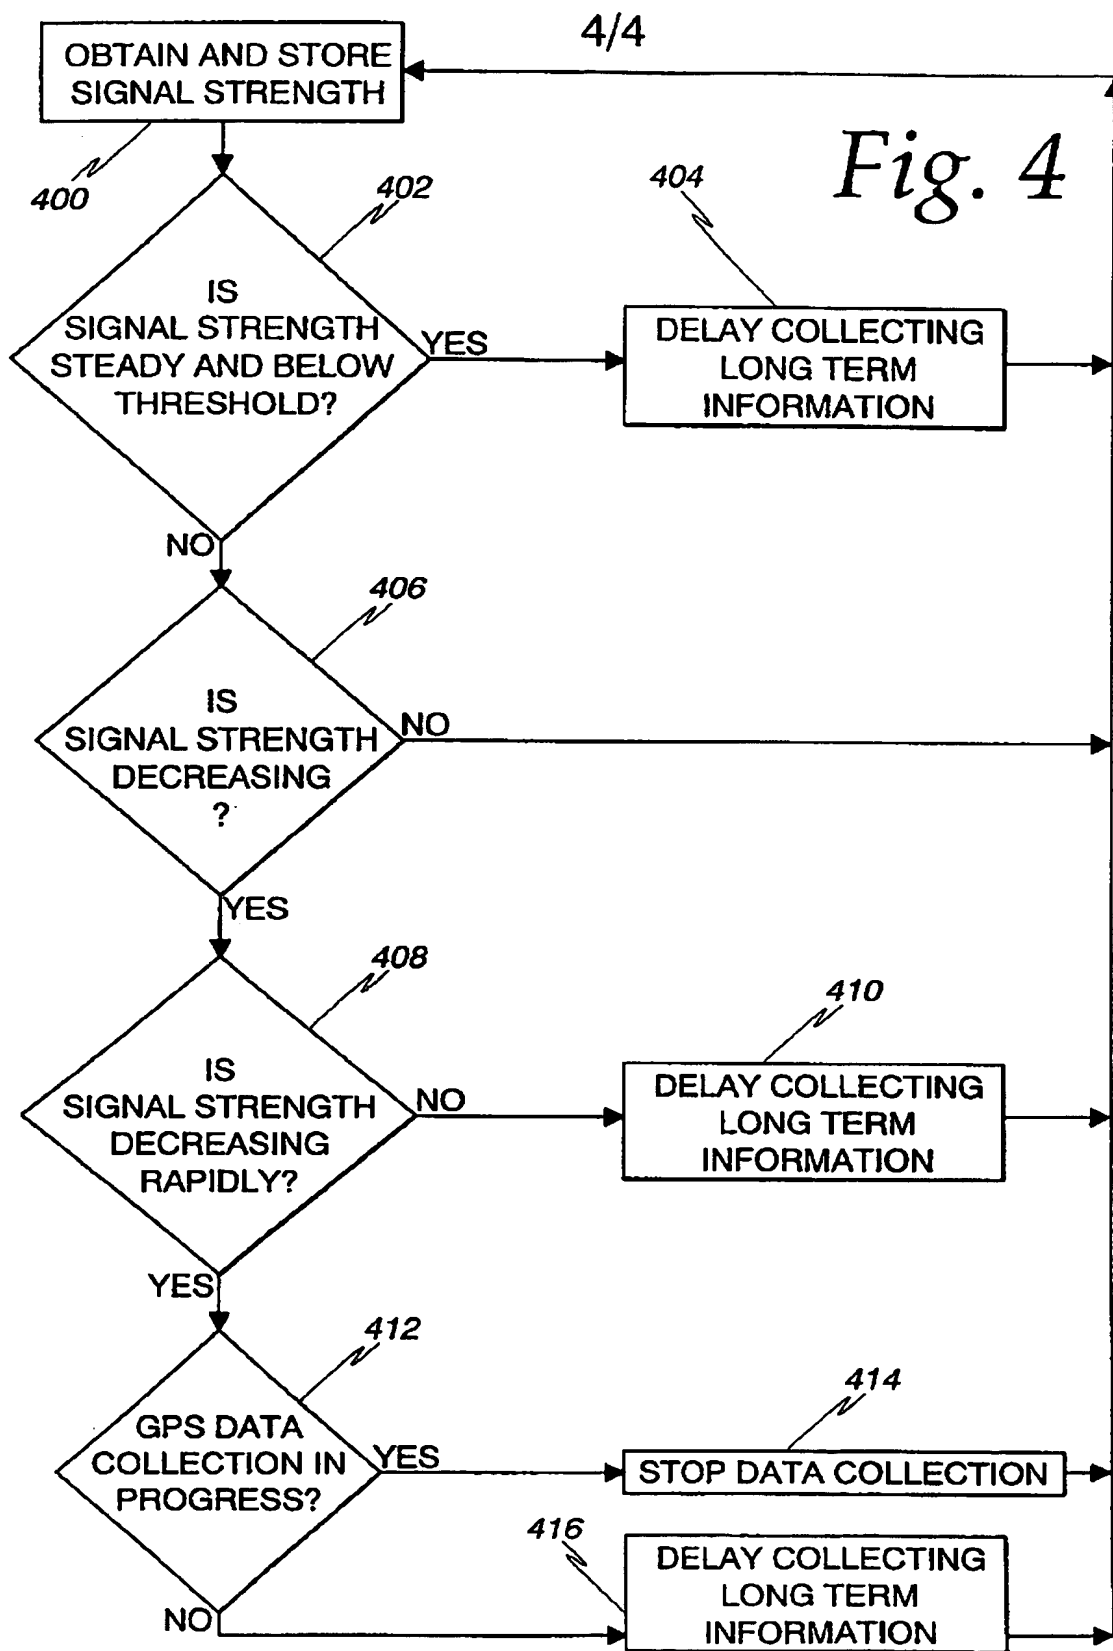 4/4
OBTAIN AND STORE
SIGNAL STRENGTH
Fig. 4
400
402
404
IS
SIGNAL STRENGTH
STEADY AND BELOW
THRESHOLD?
YES
DELAY COLLECTING
LONG TERM
INFORMATION
NO
406
IS
SIGNAL STRENGTH
DECREASING
?
NO
YES
408
410
IS
SIGNAL STRENGTH
DECREASING
RAPIDLY?
NO
DELAY COLLECTING
LONG TERM
INFORMATION
YES
412
414
GPS DATA
COLLECTION IN
PROGRESS?
YES
STOP DATA COLLECTION
416
NO
DELAY COLLECTING
LONG TERM
INFORMATION